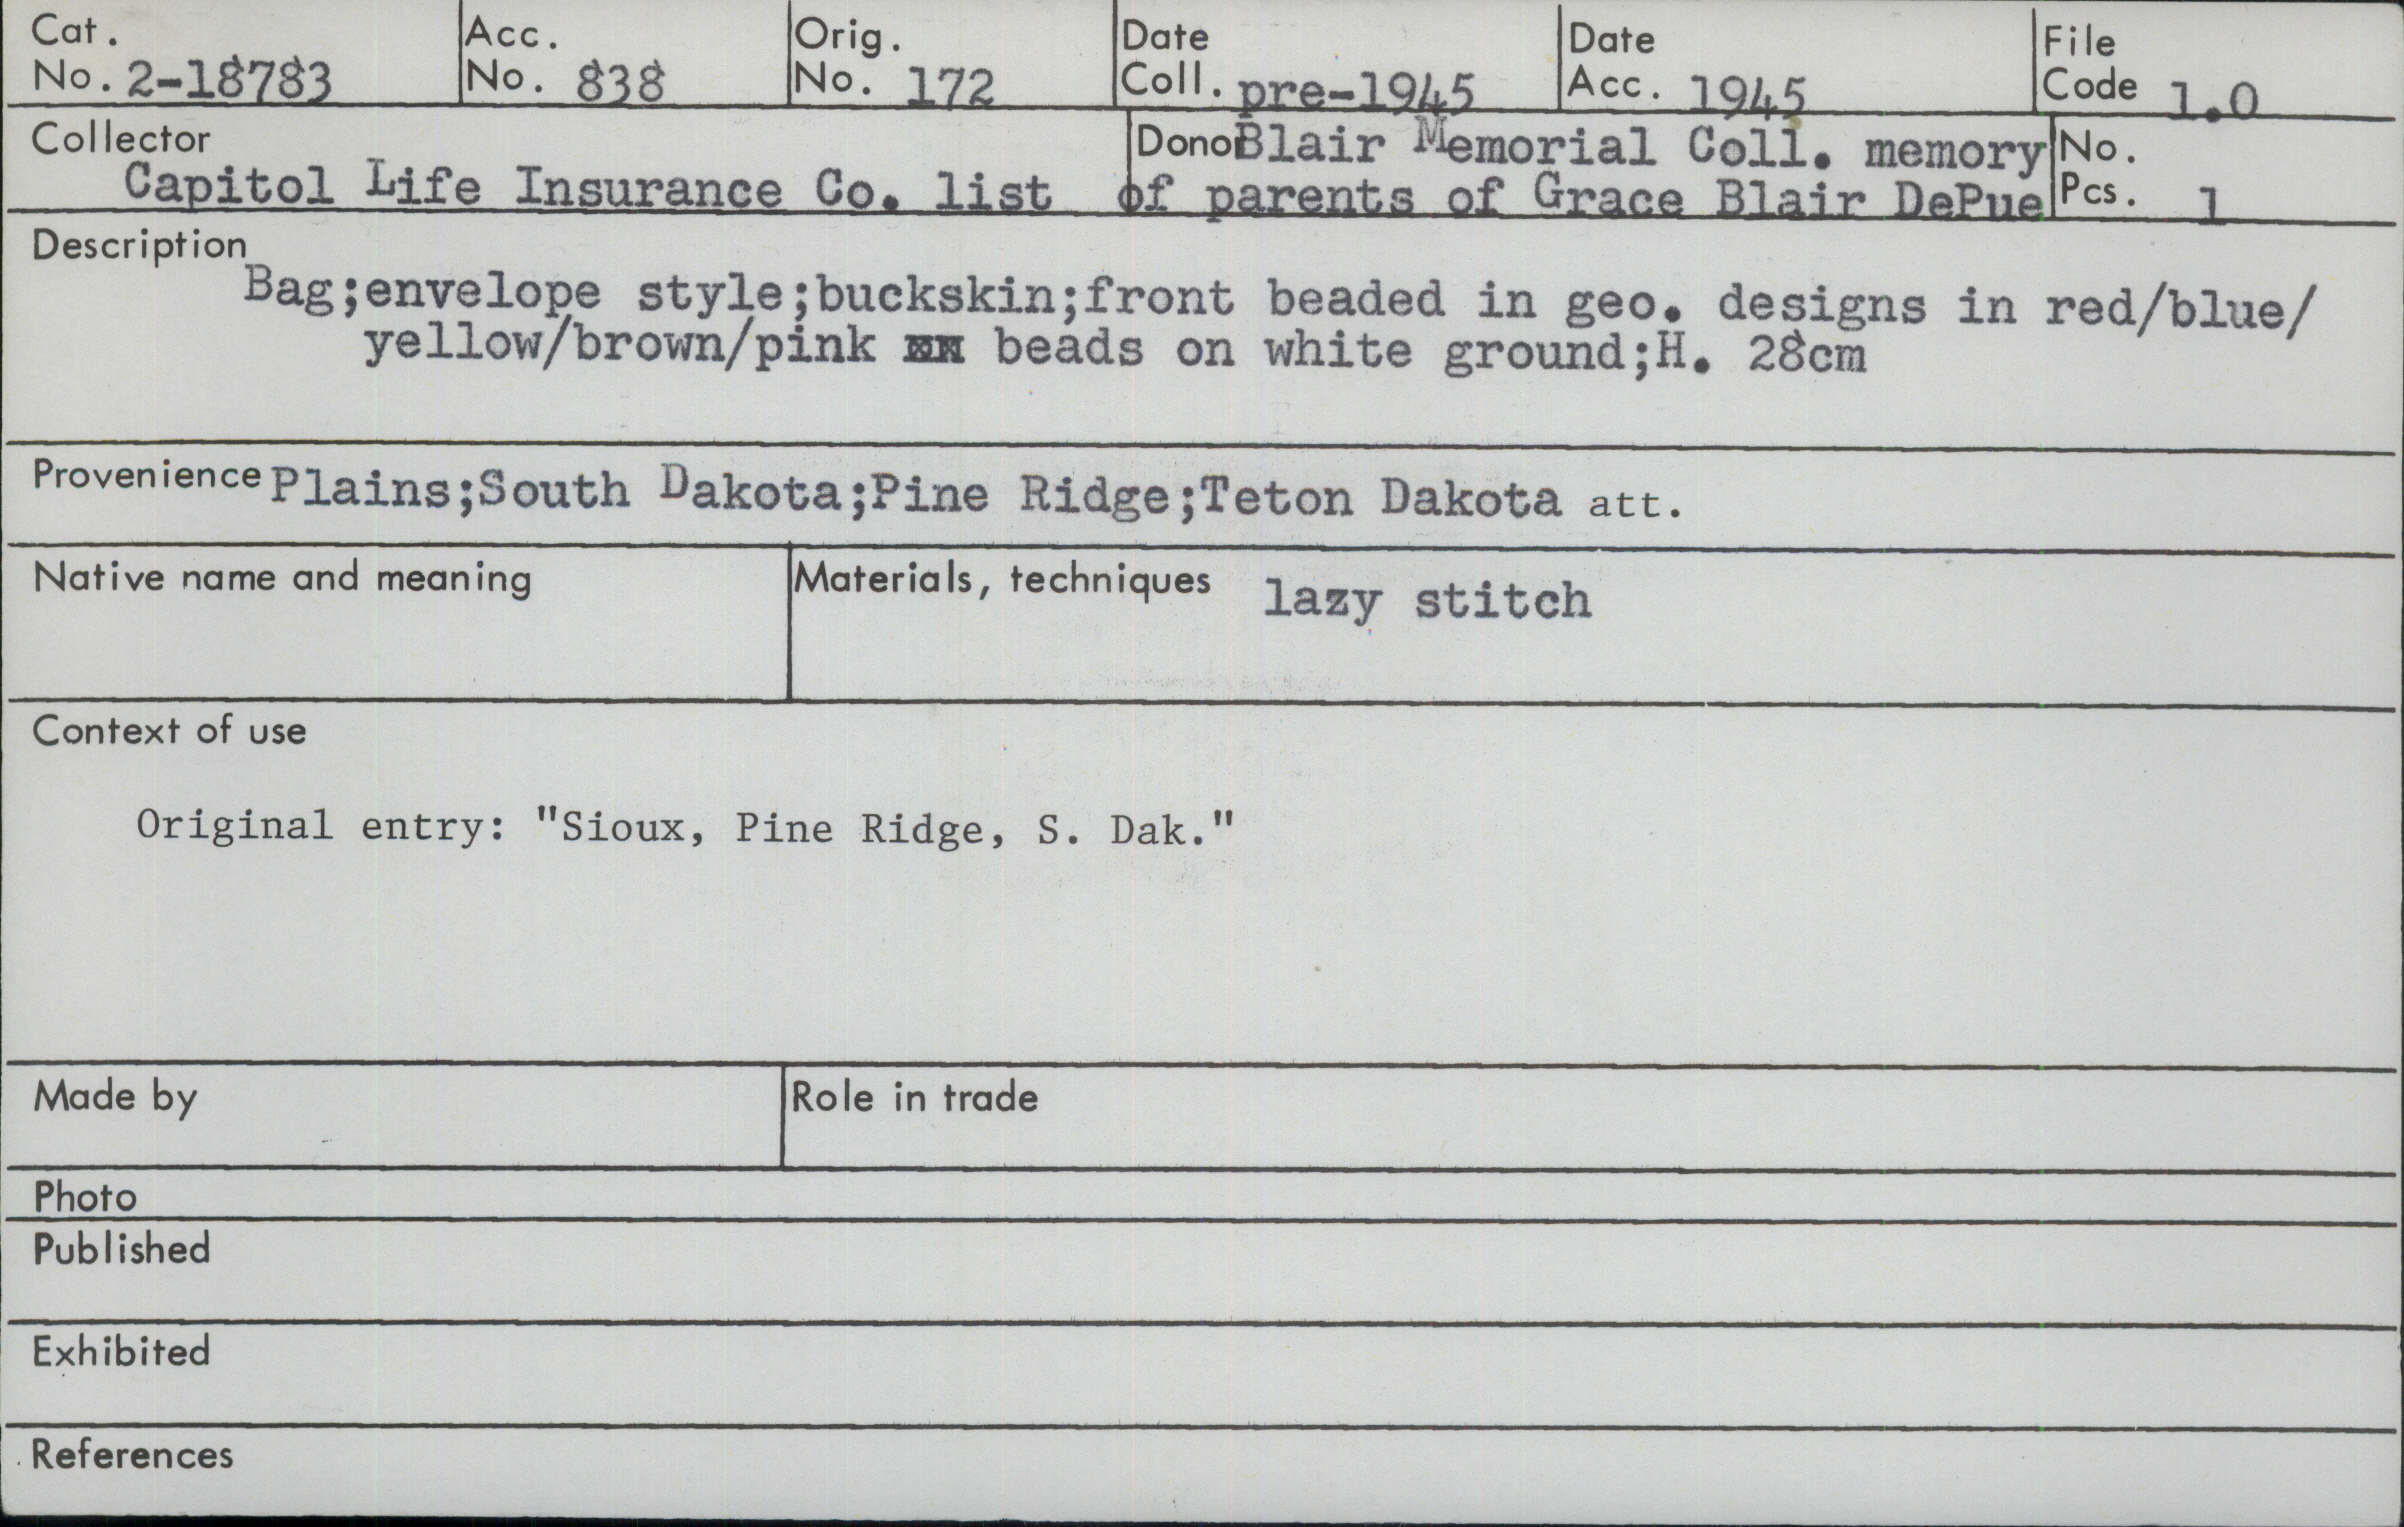 Cat. No. 2-18783
Acc. No. 838
Orig. No. 172
Date Coll. pre-1945
Date Acc. 1945
File Code 1.0
Collector
Capitol Life Insurance Co. list
Donor Blair Memorial Coll. memory
of parents of Grace Blair DePue
No. Pcs. 1
Description
Bag;envelope style;buckskin;front beaded in geo. designs in red/blue/
yellow/brown/pink beads on white ground;H. 28cm
Provenience Plains;South Dakota;Pine Ridge;Teton Dakota att.
Native name and meaning
Materials, techniques lazy stitch
Context of use
Original entry: "Sioux, Pine Ridge, S. Dak."
Made by
Role in trade
Photo
Published
Exhibited
References